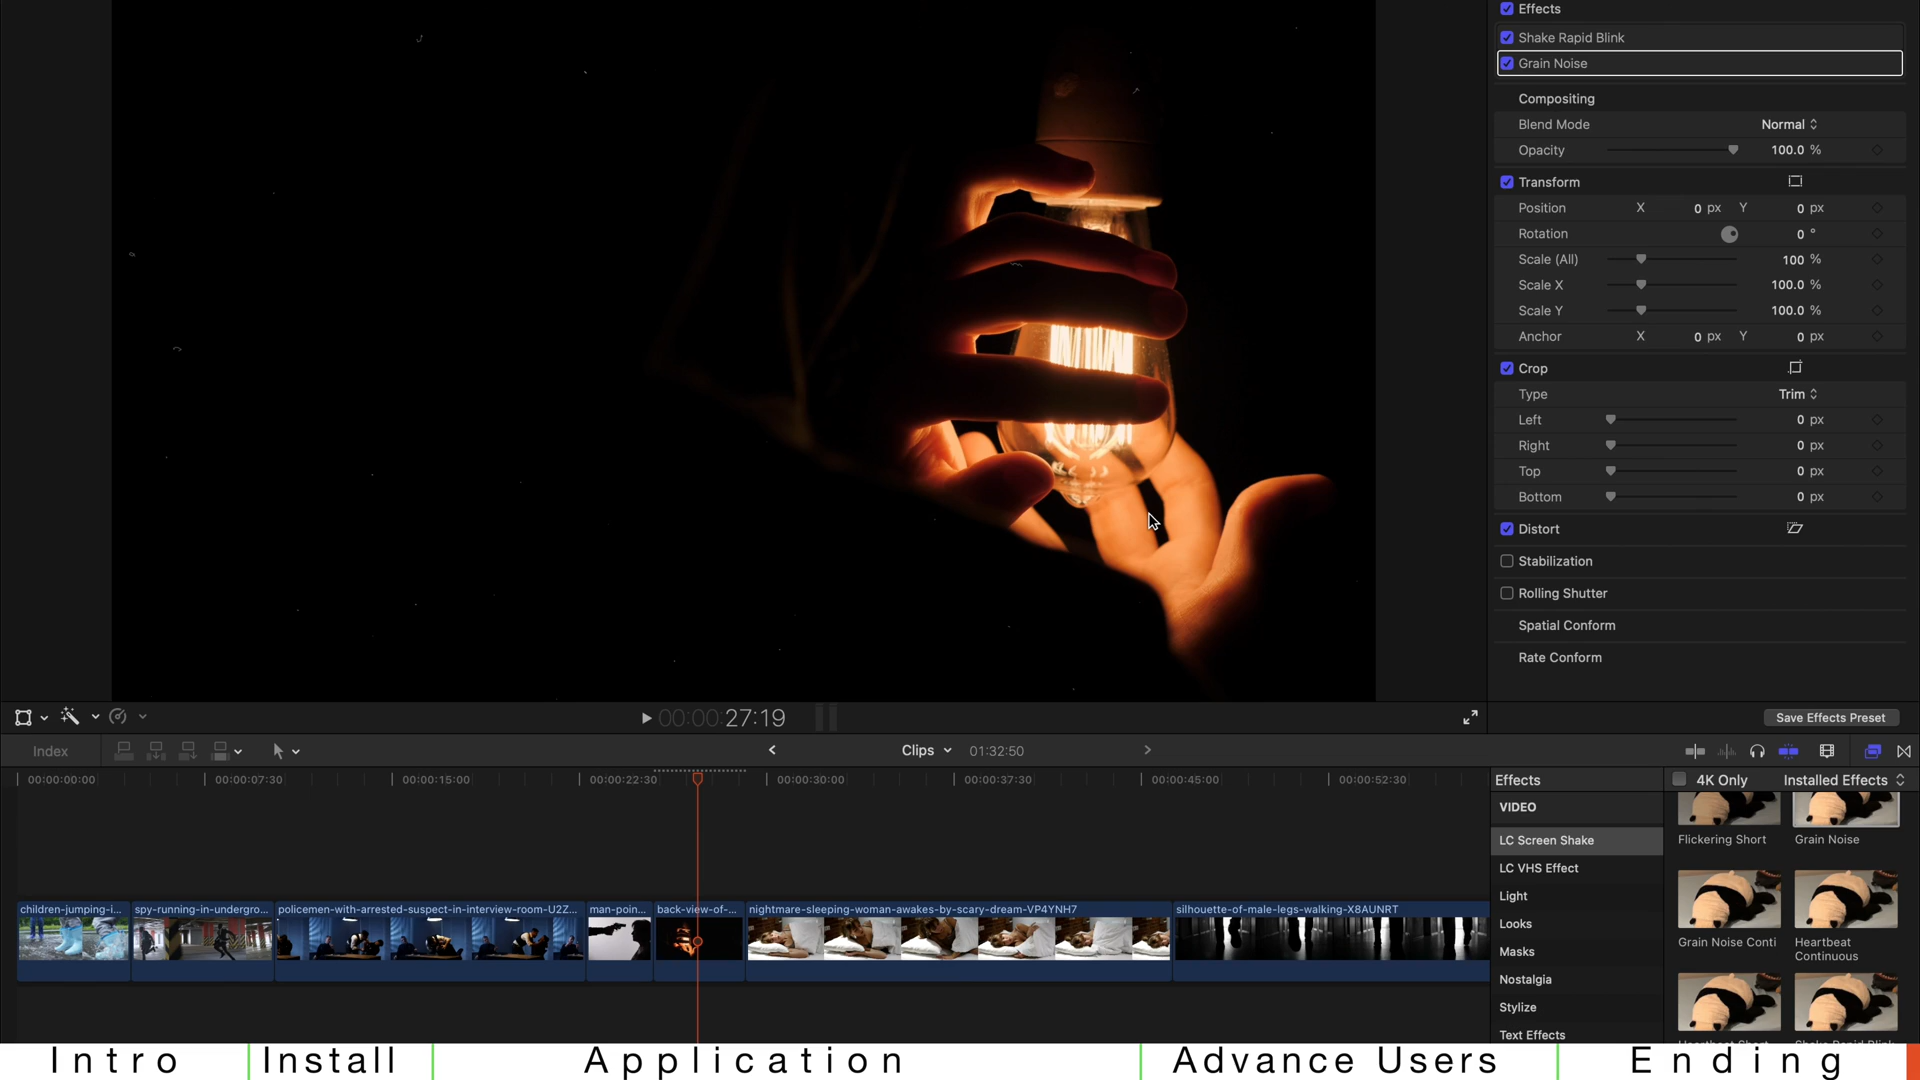 Effects
Shake Rapid Blink
Grain Noise
Compositing
Blend Mode Normal
Opacity 100.0 %
Transform
Position X 0 px Y 0 px
Rotation 0 °
Scale (All) 100 %
Scale X 100.0 %
Scale Y 100.0 %
Anchor X 0 px Y 0 px
Crop
Type Trim
Left 0 px
Right 0 px
Top 0 px
Bottom 0 px
Distort
Stabilization
Rolling Shutter
Spatial Conform
Rate Conform
00:00:27:19
Save Effects Preset
Index
Clips 01:32:50
00:00:00:00 00:00:07:30 00:00:15:00 00:00:22:30 00:00:30:00 00:00:37:30 00:00:45:00 00:00:52:30
Effects
4K Only Installed Effects
VIDEO
LC Screen Shake
LC VHS Effect
Light
Looks
Masks
Nostalgia
Stylize
Text Effects
Flickering Short Grain Noise
Grain Noise Conti Heartbeat
Continuous
children-jumping-i... spy-running-in-undergro... policemen-with-arrested-suspect-in-interview-room-U2Z... man-poin... back-view-of-... nightmare-sleeping-woman-awakes-by-scary-dream-VP4YNH7 silhouette-of-male-legs-walking-X8AUNRT
Intro Install Application Advance Users Ending